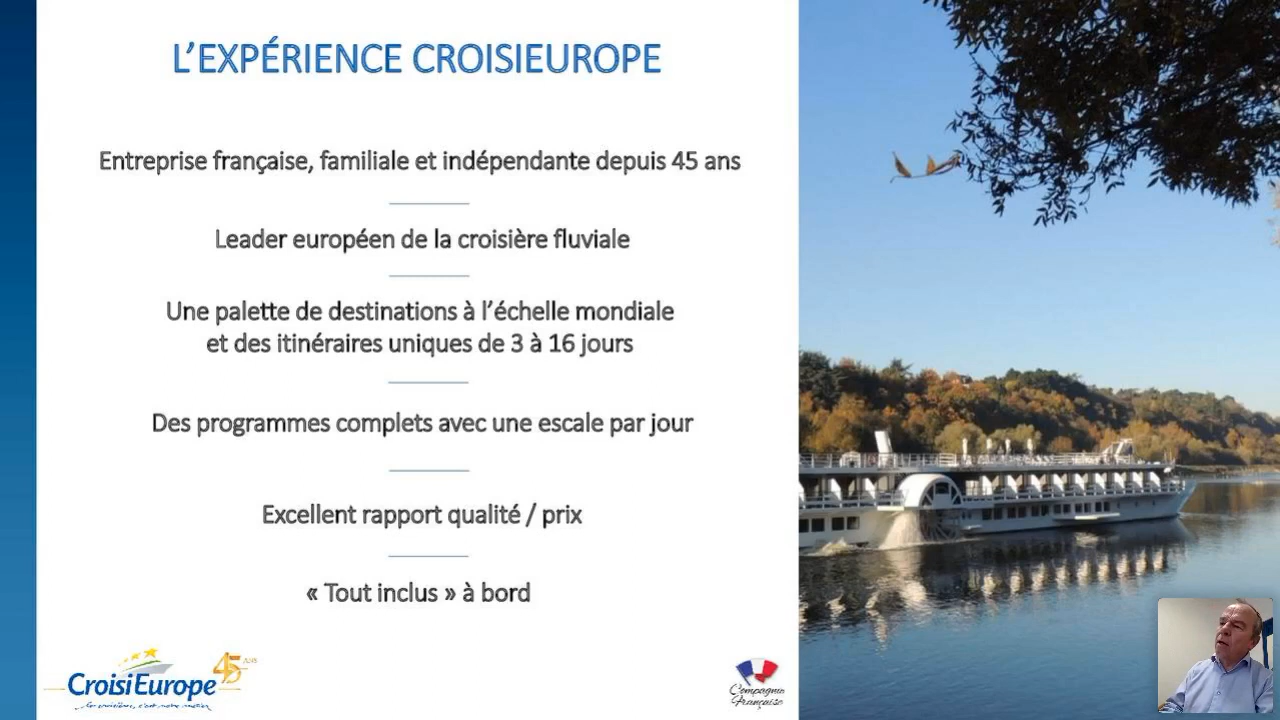 L'EXPÉRIENCE CROISIEUROPE
Entreprise française, familiale et indépendante depuis 45 ans
Leader européen de la croisière fluviale
Une palette de destinations à l'échelle mondiale
et des itinéraires uniques de 3 à 16 jours
Des programmes complets avec une escale par jour
Excellent rapport qualité / prix
« Tout inclus » à bord
45 ANS
CroisiEurope
Compagnie
Française